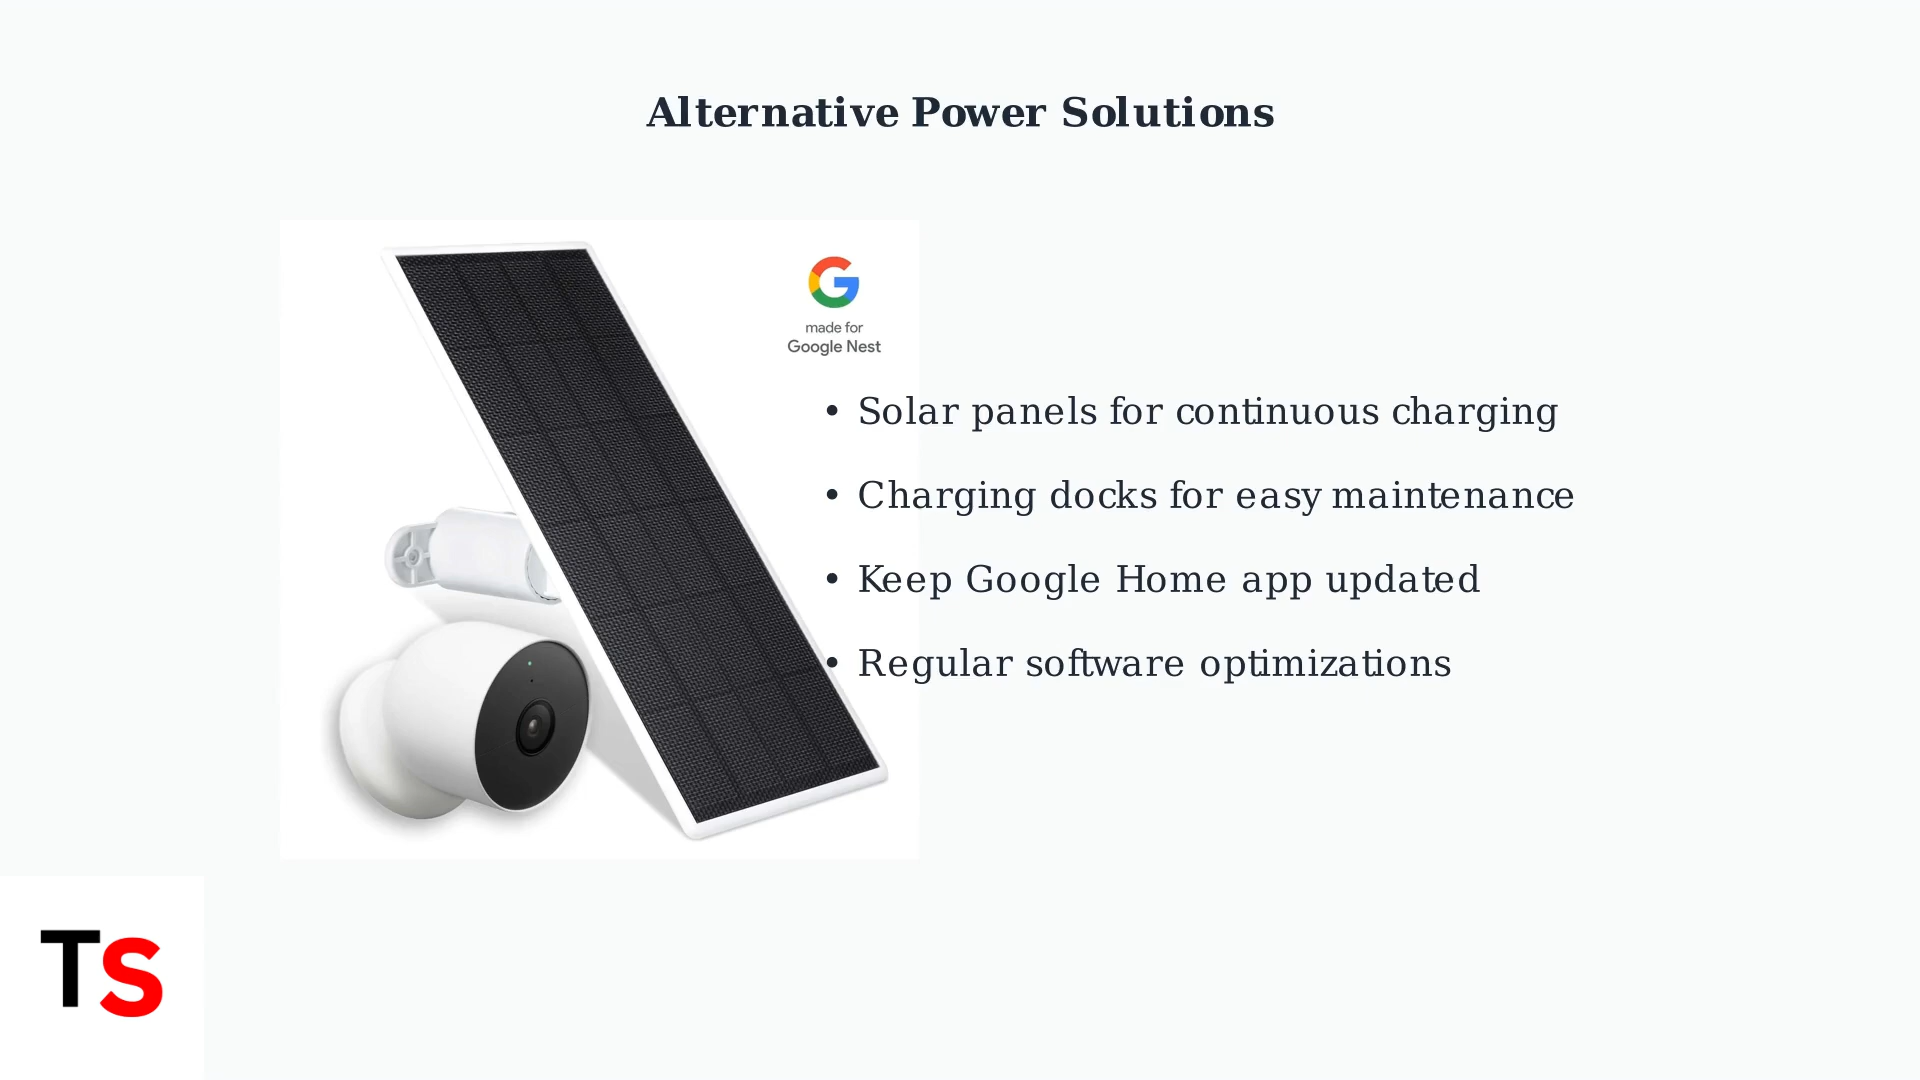 Alternative Power Solutions
made for
Google Nest
• Solar panels for continuous charging
• Charging docks for easy maintenance
• Keep Google Home app updated
• Regular software optimizations
TS